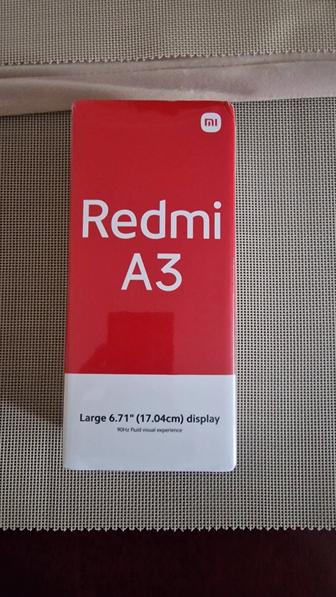 mi
Redmi
A3
Large 6.71" (17.04cm) display
90Hz fluid visual experience